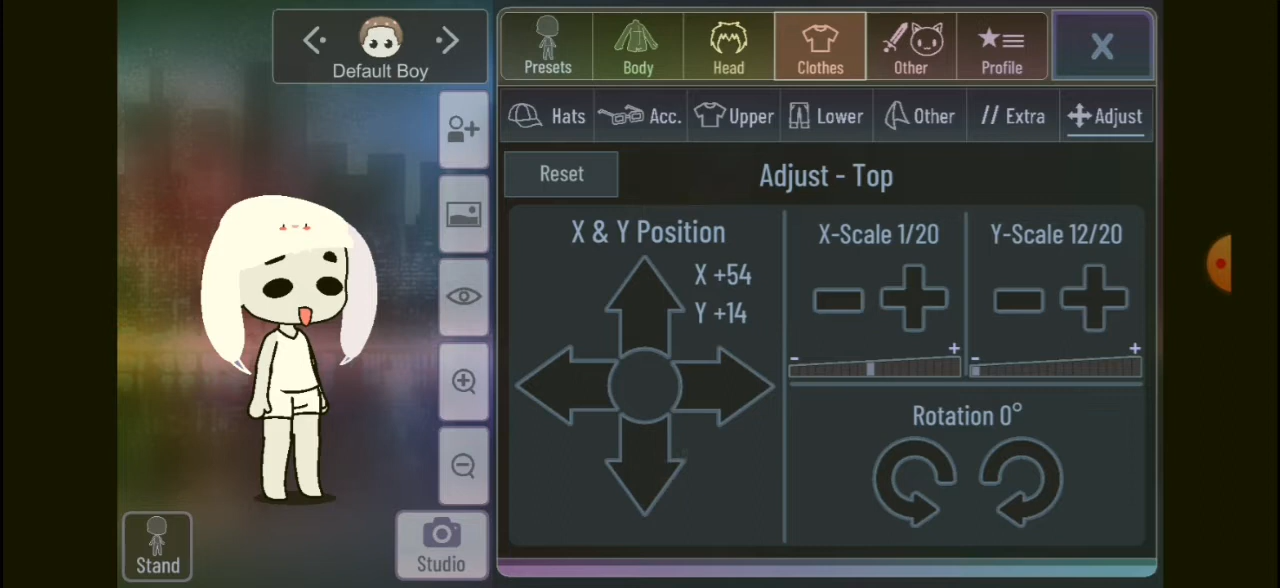 Default Boy
Presets
Body
Head
Clothes
Other
Profile
X
Hats
Acc.
Upper
Lower
Other
Extra
Adjust
Reset
Adjust - Top
X & Y Position
X +54
Y +14
X-Scale 1/20
Y-Scale 12/20
Rotation 0°
Stand
Studio